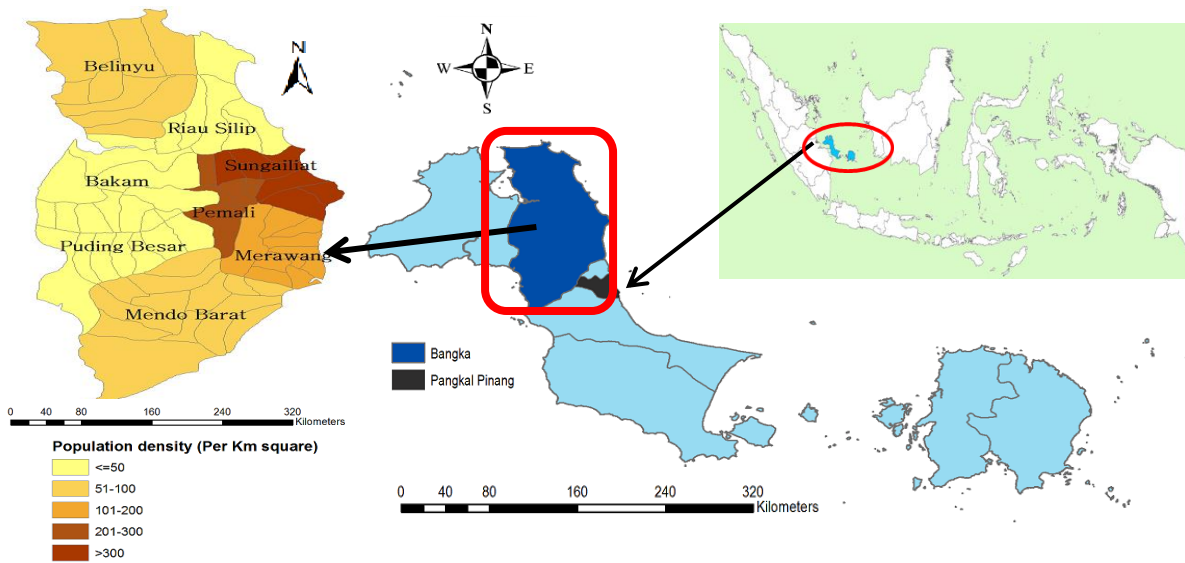 Belinyu
Riau Silip
Sungailiat
Bakam
Pemali
Puding Besar
Merawang
Mendo Barat
N
0 40 80 160 240 320
Kilometers
Population density (Per Km square)
<=50
51-100
101-200
201-300
>300
N
W E
S
Bangka
Pangkal Pinang
0 40 80 160 240 320
Kilometers